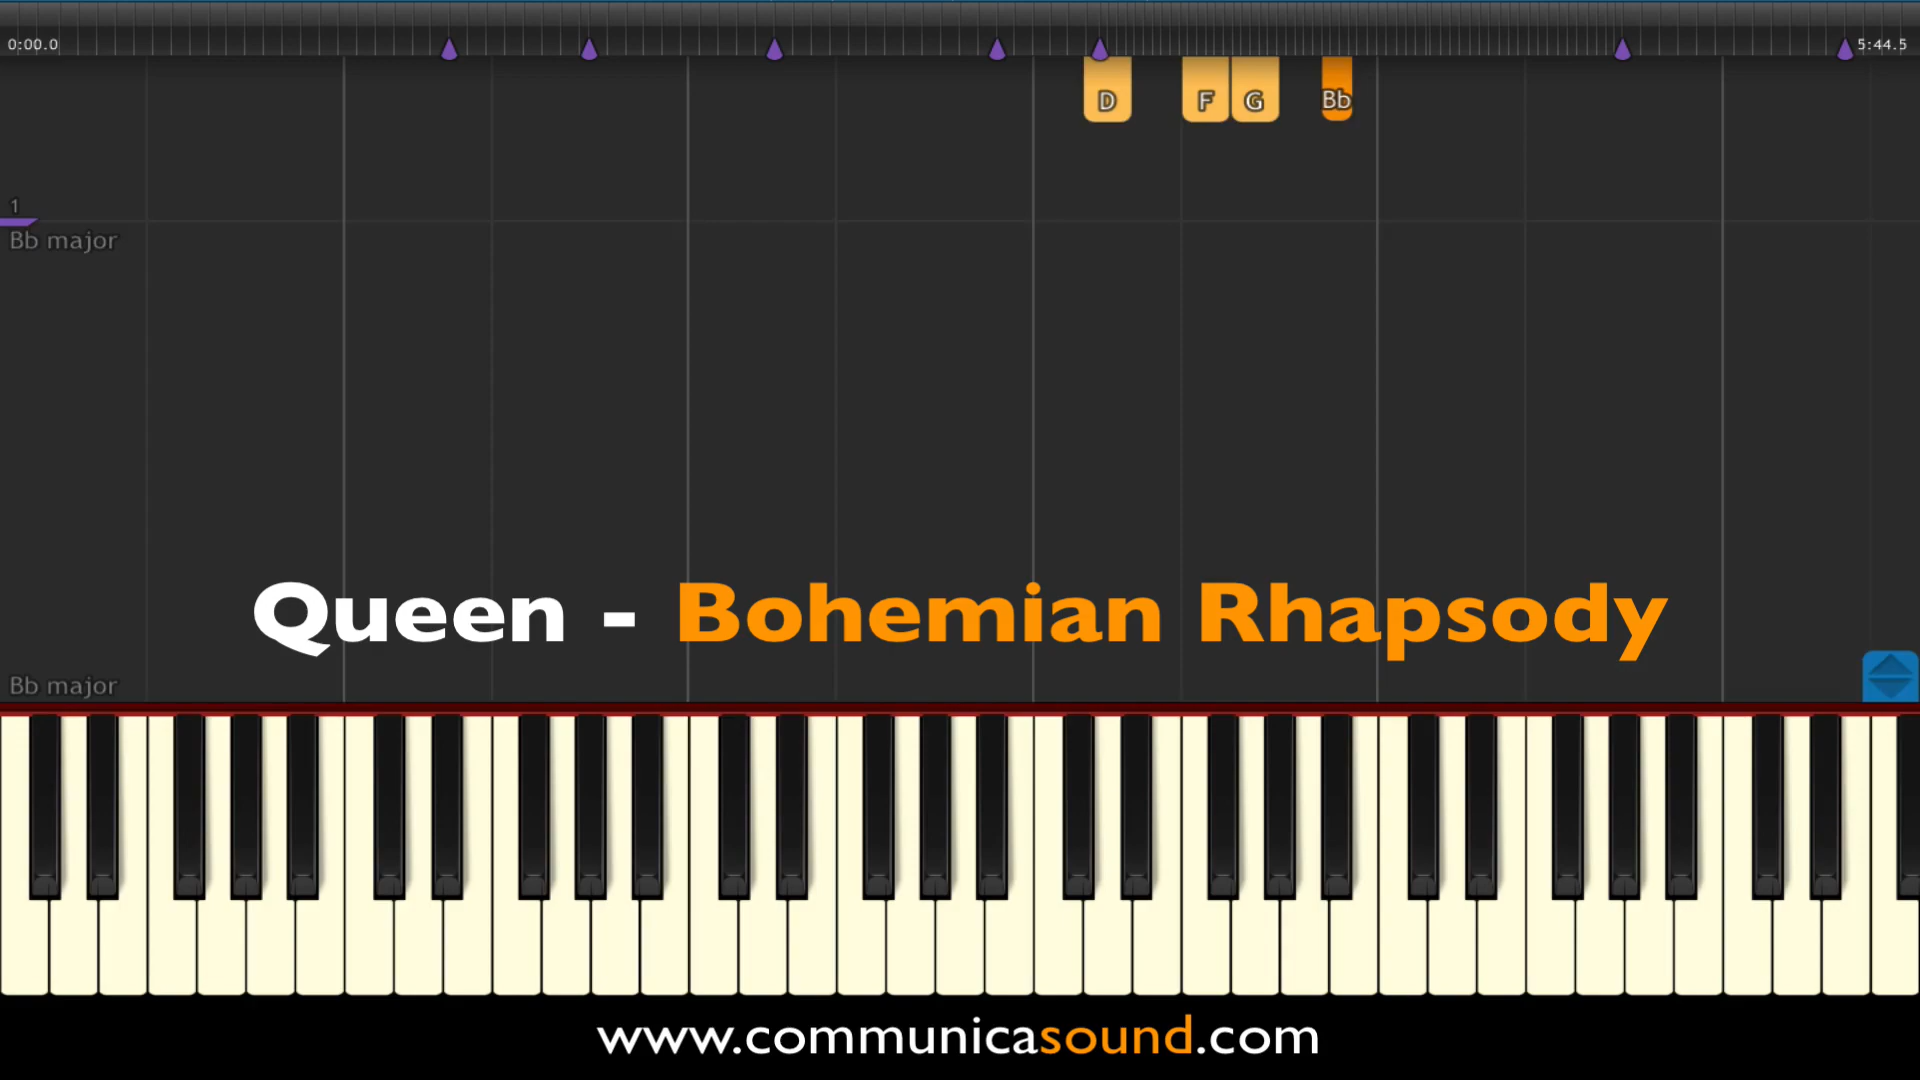 0:00.0
5:44.5
D F G Bb
1
Bb major
Queen - Bohemian Rhapsody
Bb major
www.communicasound.com